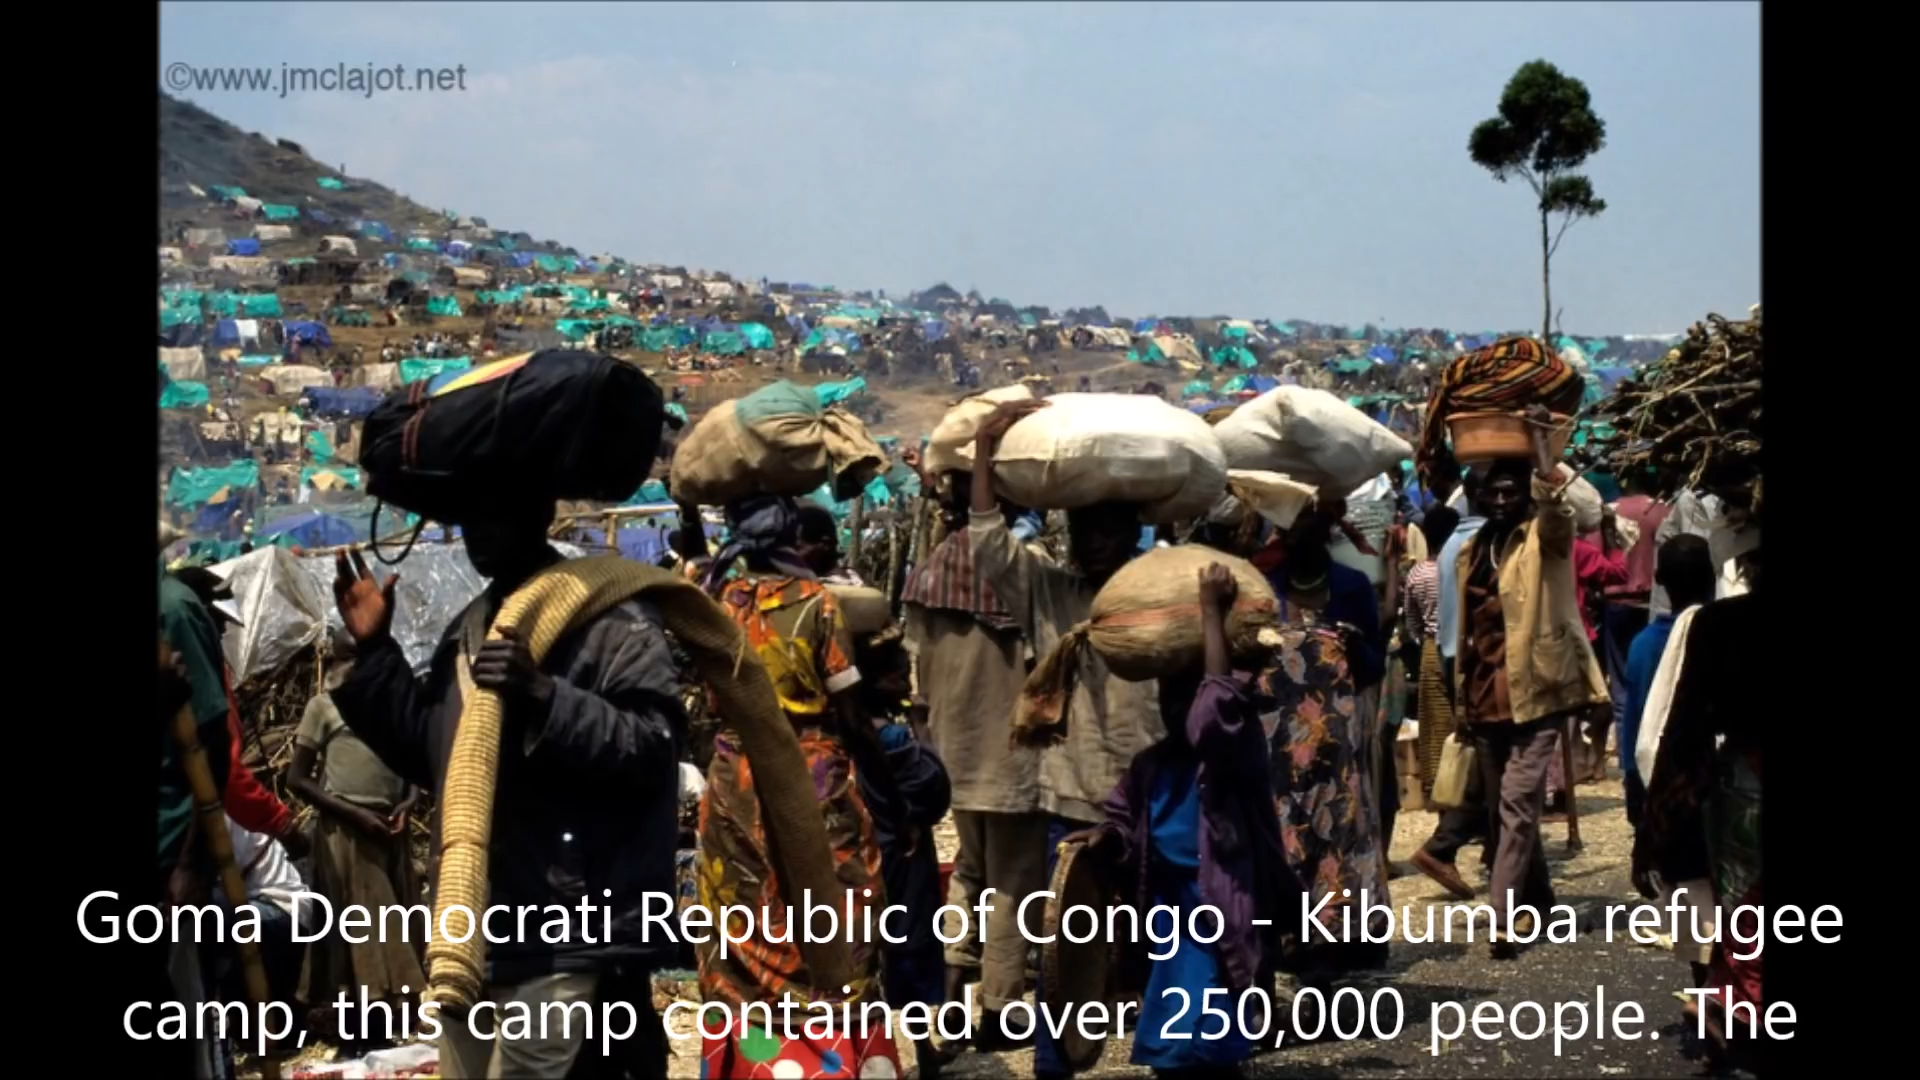 ©www.jmclajot.net
Goma Democrati Republic of Congo - Kibumba refugee
camp, this camp contained over 250,000 people. The